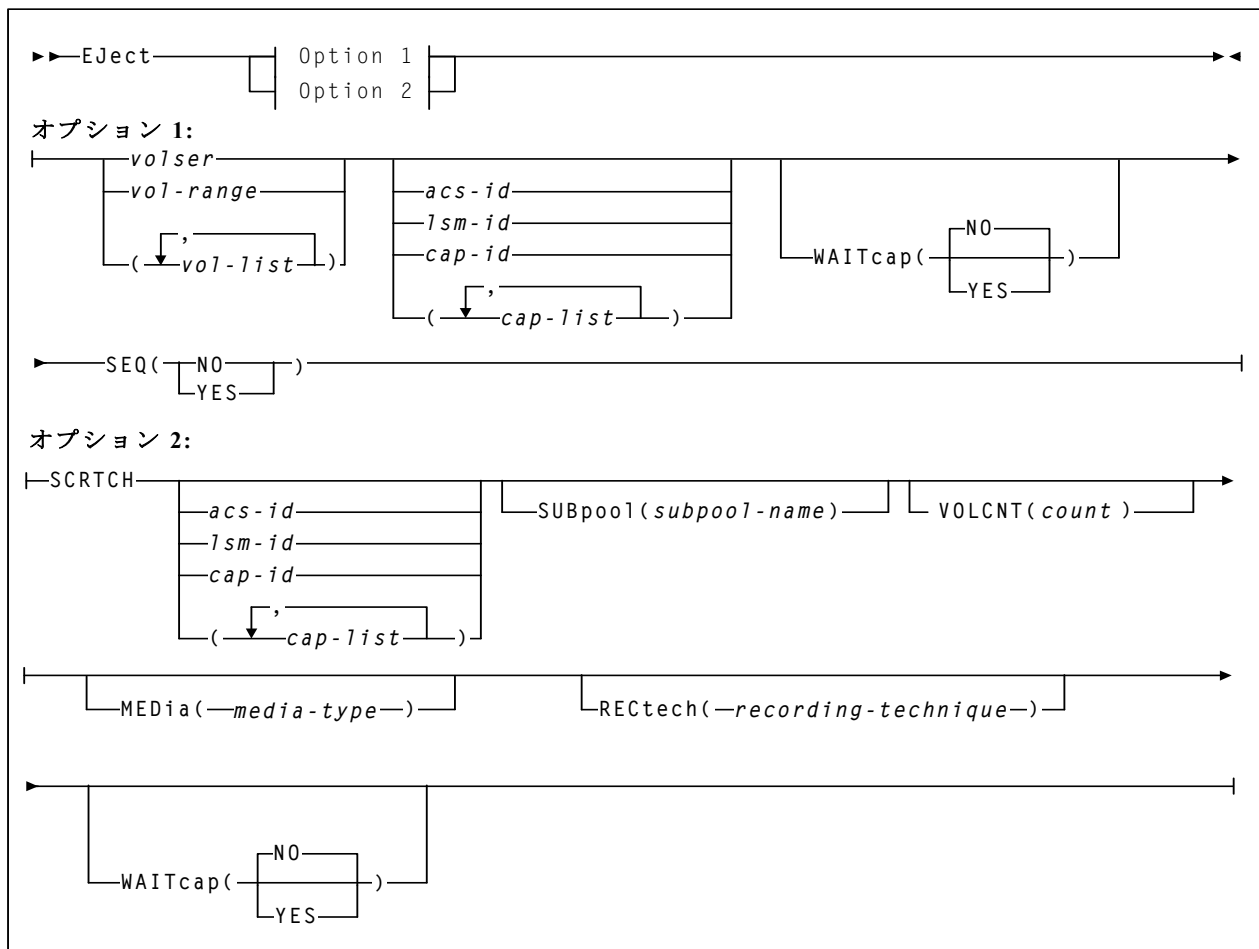 EJect Option 1
Option 2
オプション 1:
volser
vol-range
( , vol-list )
acs-id
lsm-id
cap-id
( , cap-list )
WAITcap( NO )
YES
SEQ( NO )
YES
オプション 2:
SCRTCH
acs-id
lsm-id
cap-id
( , cap-list )
SUBpool(subpool-name)
VOLCNT(count)
MEDia(media-type) RECtech(recording-technique)
WAITcap( NO )
YES